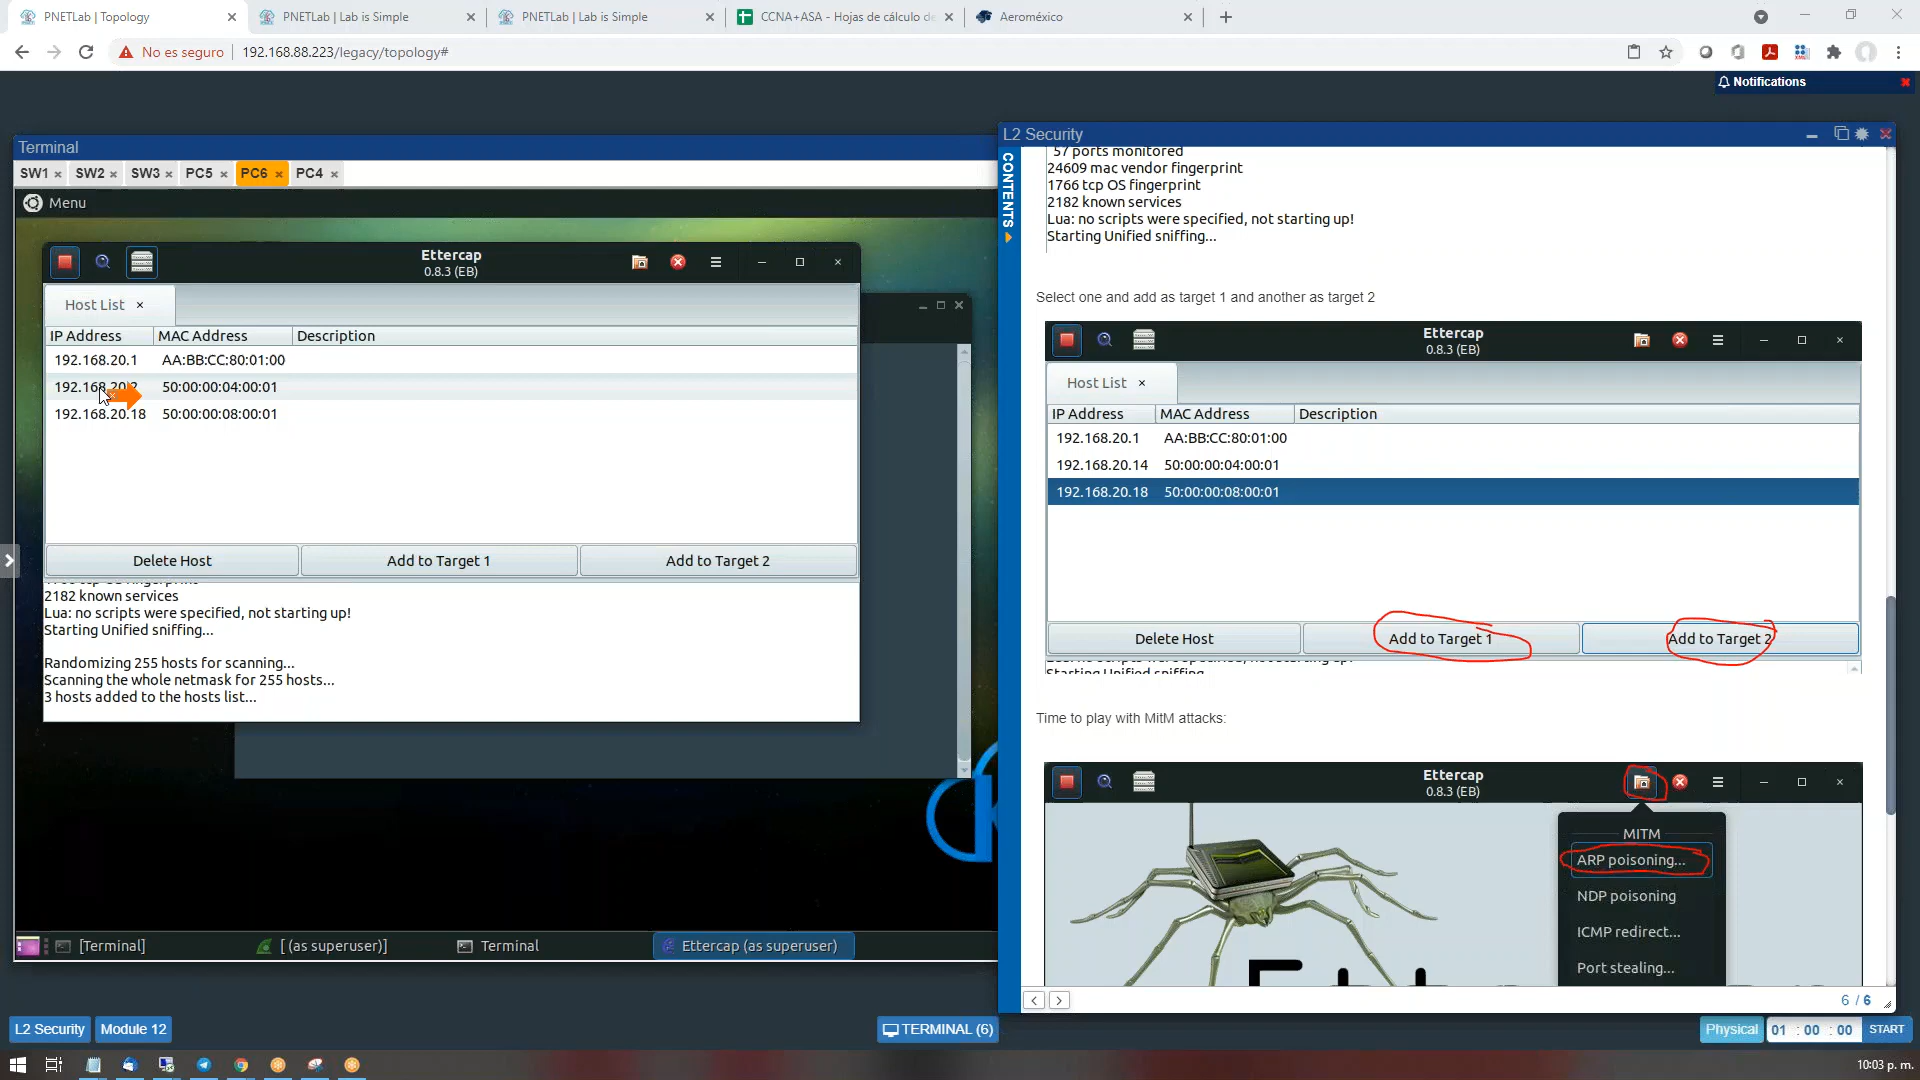 PNETLab | Topology
PNETLab | Lab is Simple
PNETLab | Lab is Simple
CCNA+ASA - Hojas de cálculo de
Aeroméxico
No es seguro
192.168.88.223/legacy/topology#
Notifications
Terminal
SW1
SW2
SW3
PC5
PC6
PC4
Menu
Ettercap
0.8.3 (EB)
Host List
IP Address
MAC Address
Description
192.168.20.1
AA:BB:CC:80:01:00
192.168.20.2
50:00:00:04:00:01
192.168.20.18
50:00:00:08:00:01
Delete Host
Add to Target 1
Add to Target 2
2182 known services
Lua: no scripts were specified, not starting up!
Starting Unified sniffing...
Randomizing 255 hosts for scanning...
Scanning the whole netmask for 255 hosts...
3 hosts added to the hosts list...
[Terminal]
[ (as superuser)]
Terminal
Ettercap (as superuser)
L2 Security
CONTENTS
57 ports monitored
24609 mac vendor fingerprint
1766 tcp OS fingerprint
2182 known services
Lua: no scripts were specified, not starting up!
Starting Unified sniffing...
Select one and add as target 1 and another as target 2
Ettercap
0.8.3 (EB)
Host List
IP Address
MAC Address
Description
192.168.20.1
AA:BB:CC:80:01:00
192.168.20.14
50:00:00:04:00:01
192.168.20.18
50:00:00:08:00:01
Delete Host
Add to Target 1
Add to Target 2
Time to play with MitM attacks:
Ettercap
0.8.3 (EB)
MITM
ARP poisoning...
NDP poisoning
ICMP redirect...
Port stealing...
6 / 6
L2 Security
Module 12
TERMINAL (6)
Physical
01 : 00 : 00
START
10:03 p. m.